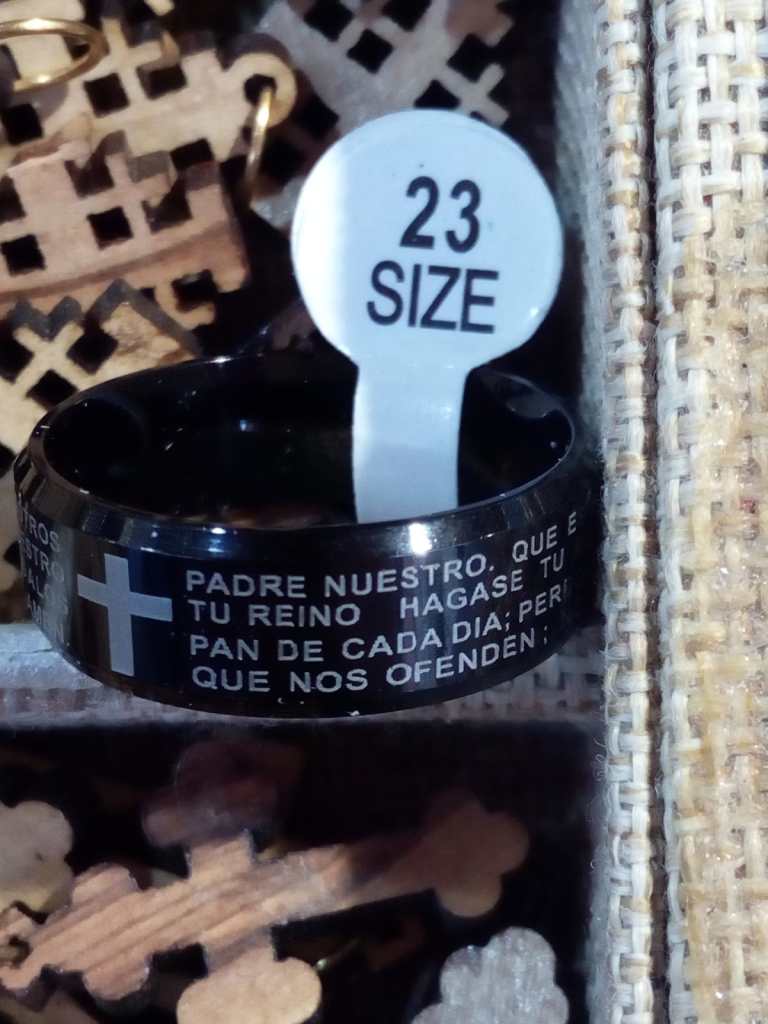 23
SIZE
PADRE NUESTRO. QUE E
TU REINO HAGASE TU
PAN DE CADA DIA; PER
QUE NOS OFENDEN;